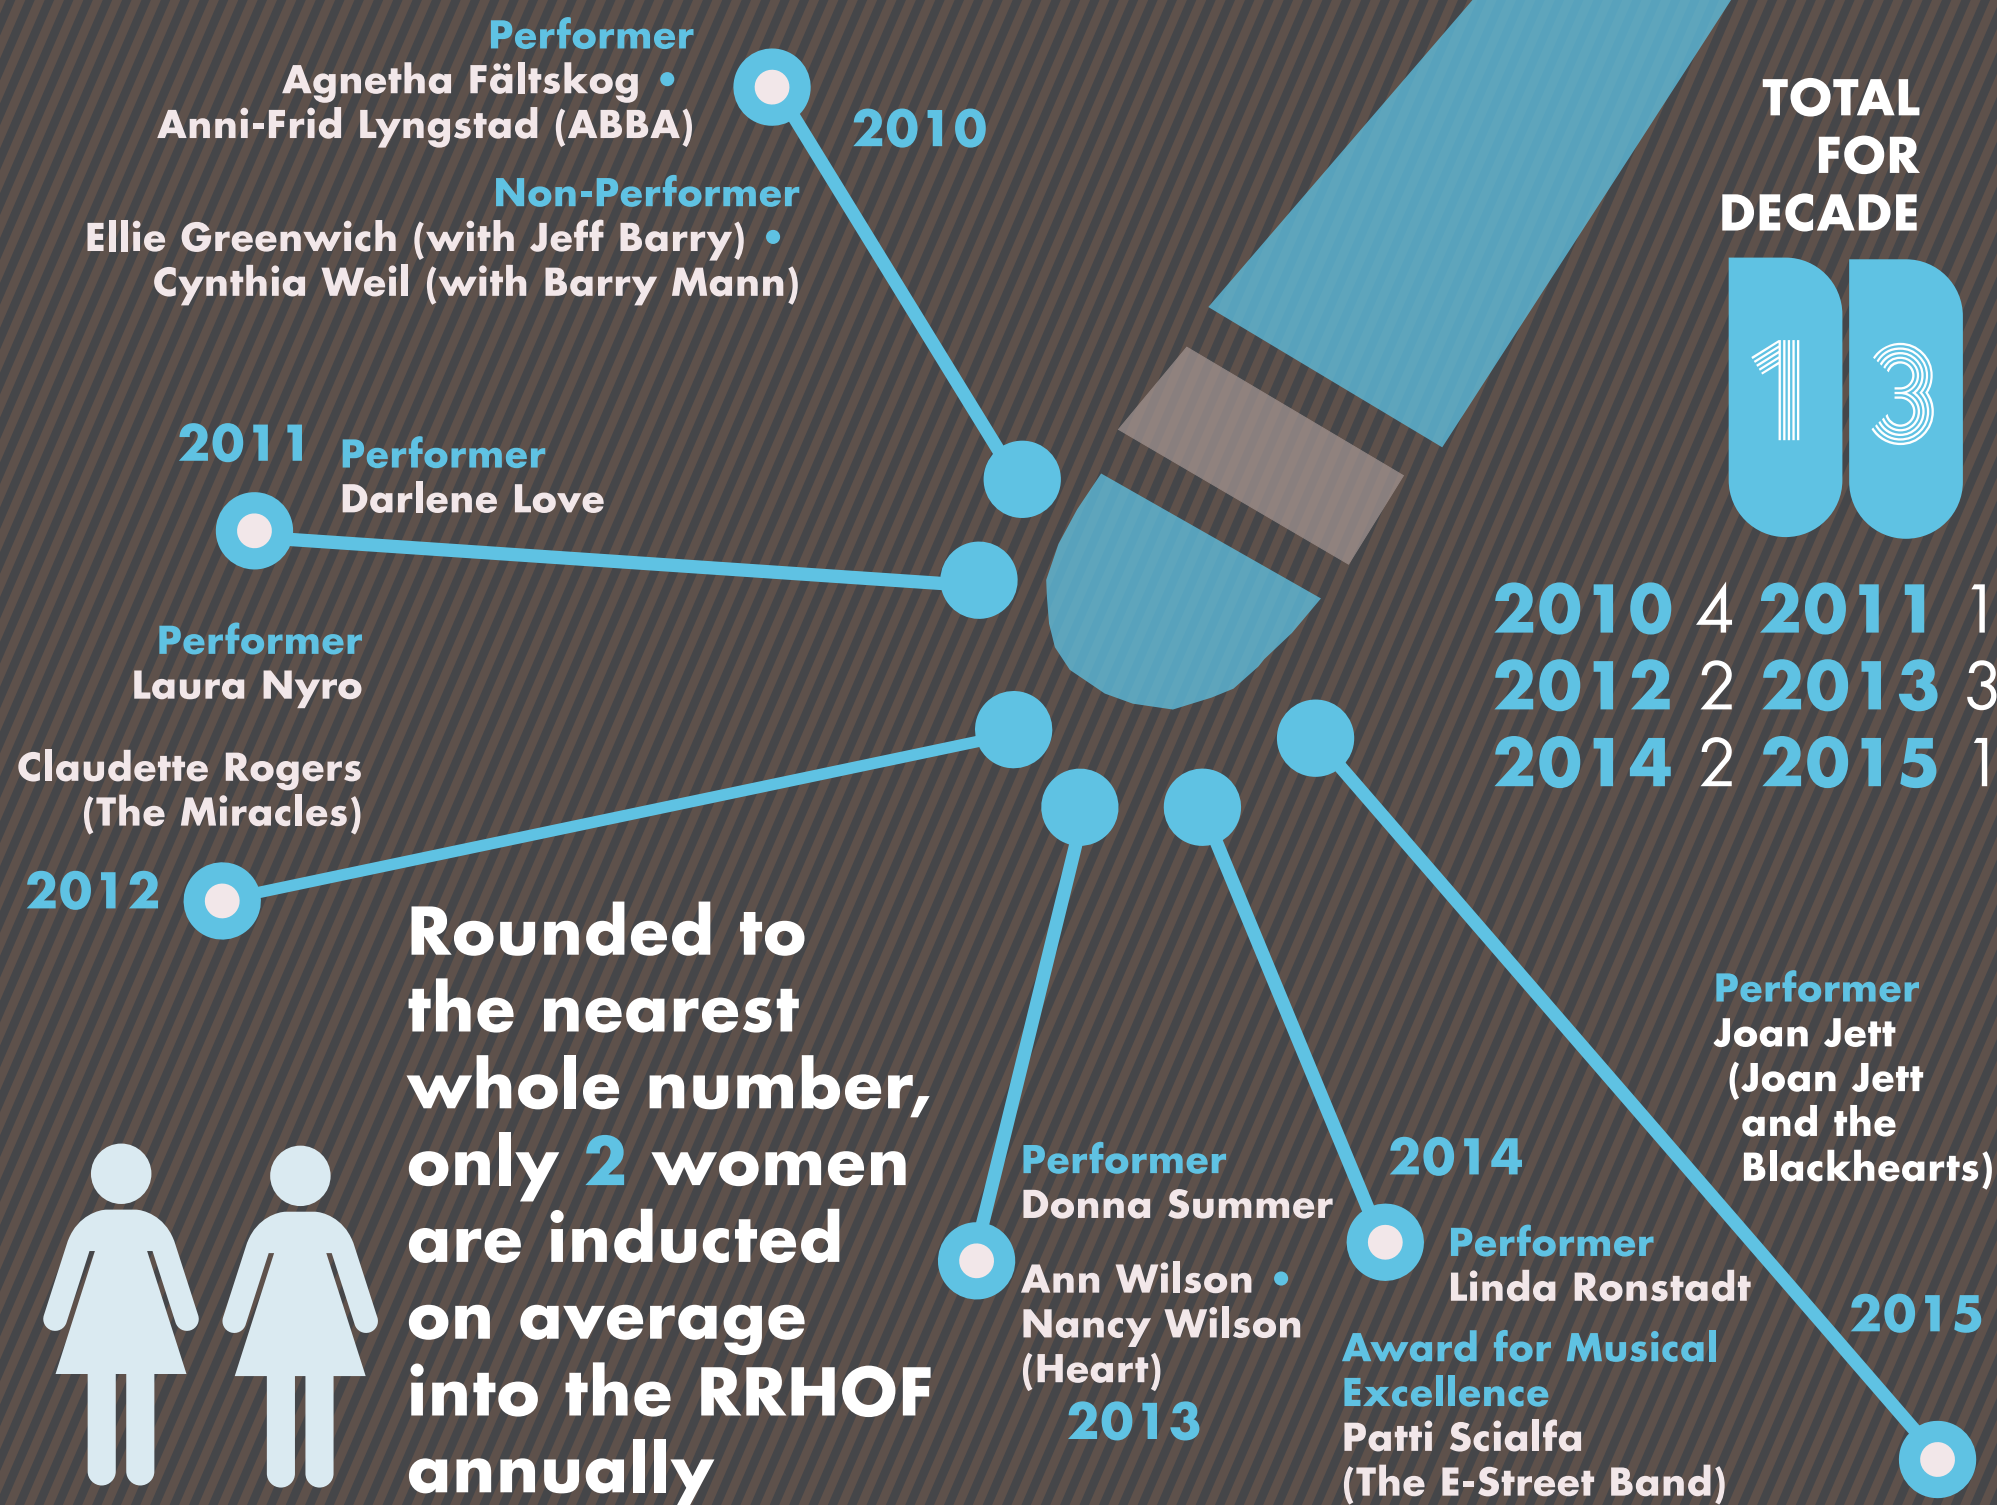 Performer
Agnetha Fältskog •
Anni-Frid Lyngstad (ABBA)
Non-Performer
Ellie Greenwich (with Jeff Barry) •
Cynthia Weil (with Barry Mann)
2010
TOTAL
FOR
DECADE
13
2010 4 2011 1
2012 2 2013 3
2014 2 2015 1
2011
Performer
Darlene Love
Performer
Laura Nyro
Claudette Rogers
(The Miracles)
2012
Rounded to
the nearest
whole number,
only 2 women
are inducted
on average
into the RRHOF
annually
Performer
Donna Summer
Ann Wilson •
Nancy Wilson
(Heart)
2013
2014
Performer
Linda Ronstadt
Award for Musical
Excellence
Patti Scialfa
(The E-Street Band)
Performer
Joan Jett
(Joan Jett
and the
Blackhearts)
2015